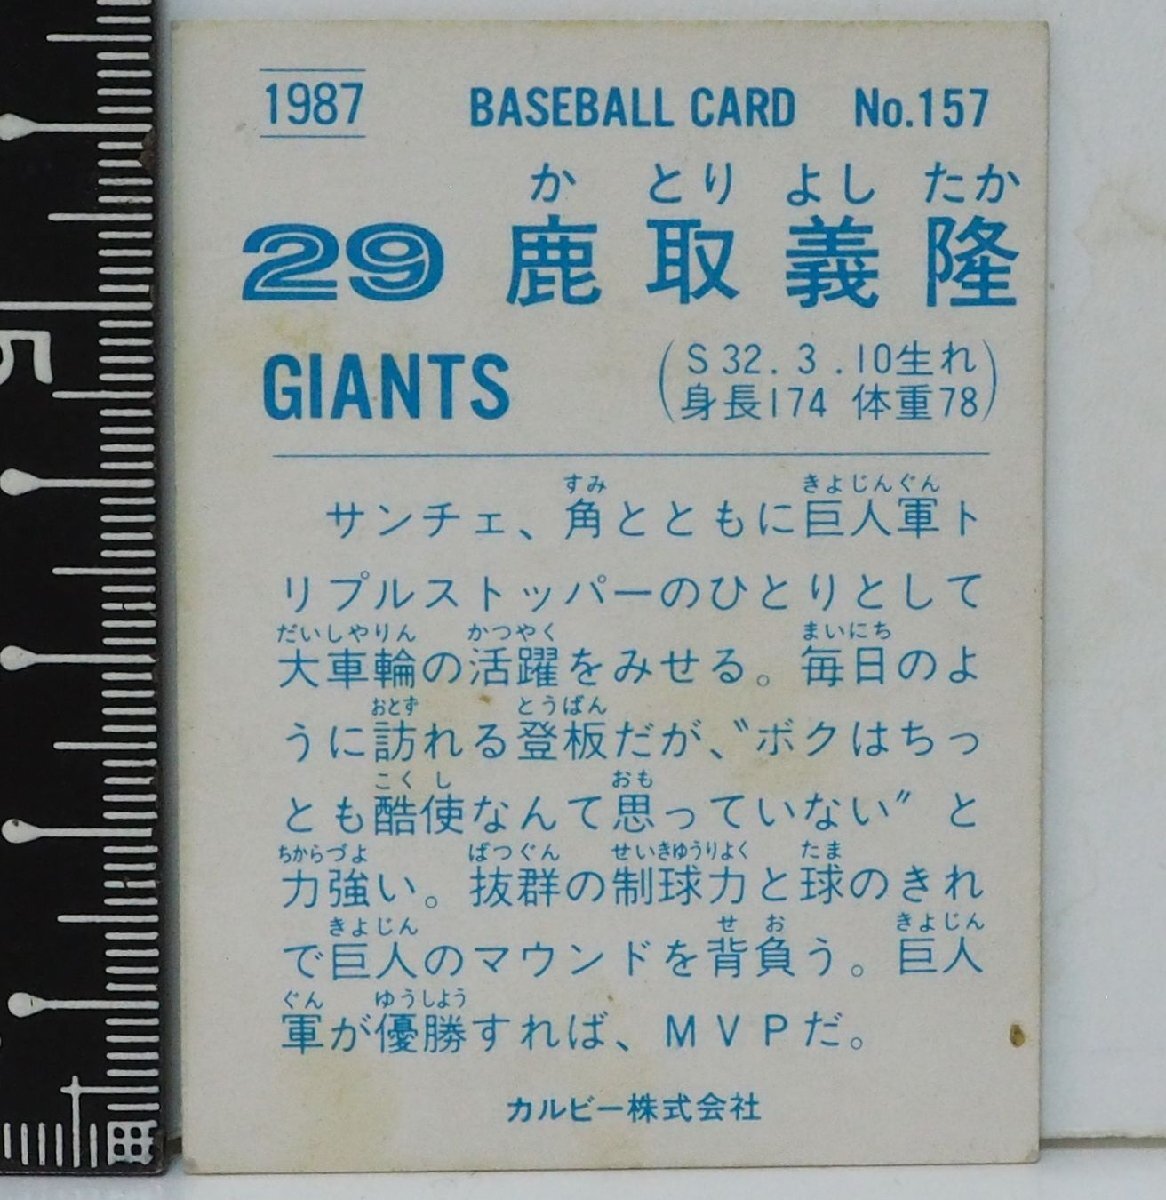 1987 BASEBALL CARD No.157
か とり よし たか
29 鹿取義隆
GIANTS
(S32.3.10生れ
身長174 体重78)
すみ きよじんぐん
サンチェ、角とともに巨人軍ト
リプルストッパーのひとりとして
だいしやりん かつやく まいにち
大車輪の活躍をみせる。毎日のよ
おとず とうばん
うに訪れる登板だが、〝ボクはちっ
こくし おも
とも酷使なんて思っていない〟と
ちからづよ ばつぐん せいきゆうりよく たま
力強い。抜群の制球力と球のきれ
きよじん せお きよじん
で巨人のマウンドを背負う。巨人
ぐん ゆうしよう
軍が優勝すれば、MVPだ。
カルビー株式会社
5